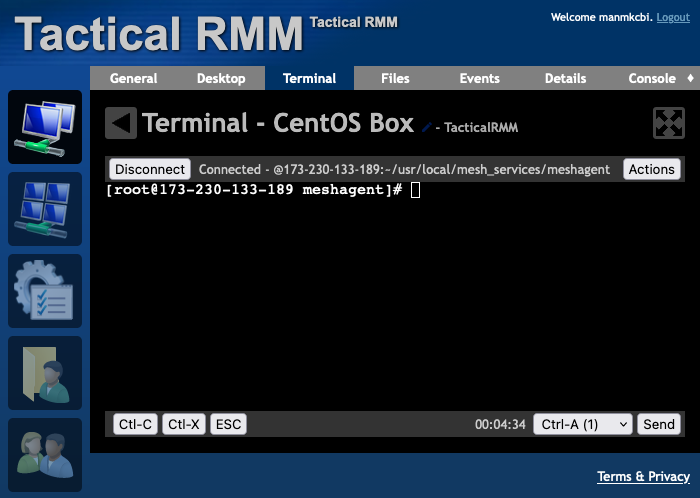 Tactical RMM Tactical RMM
Welcome manmkcbi. Logout
General Desktop Terminal Files Events Details Console
Terminal - CentOS Box - TacticalRMM
Disconnect Connected - @173-230-133-189:~/usr/local/mesh_services/meshagent Actions
[root@173-230-133-189 meshagent]#
Ctl-C Ctl-X ESC 00:04:34 Ctrl-A (1) Send
Terms & Privacy